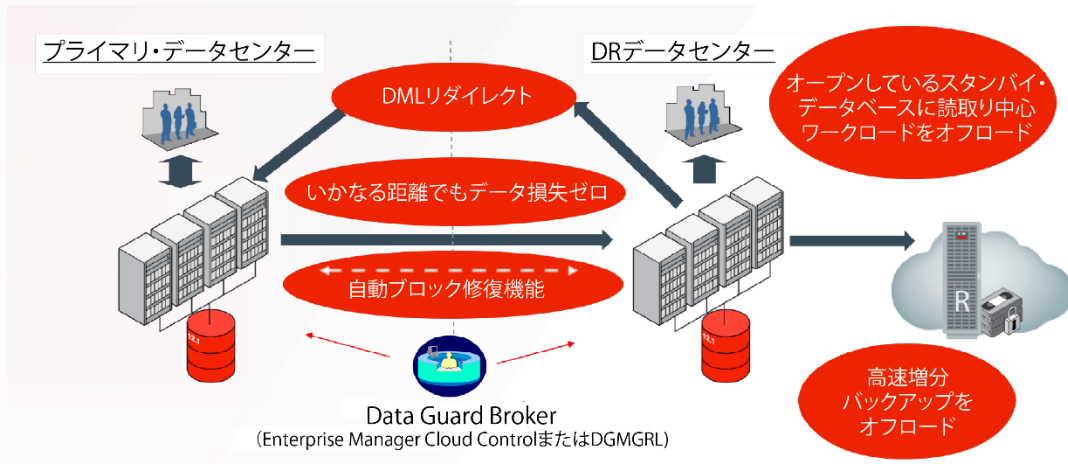 プライマリ・データセンター
DRデータセンター
オープンしているスタンバイ・
データベースに読取り中心
ワークロードをオフロード
DMLリダイレクト
いかなる距離でもデータ損失ゼロ
自動ブロック修復機能
R
12.1
12.1
高速増分
バックアップを
オフロード
Data Guard Broker
(Enterprise Manager Cloud ControlまたはDGMGRL)